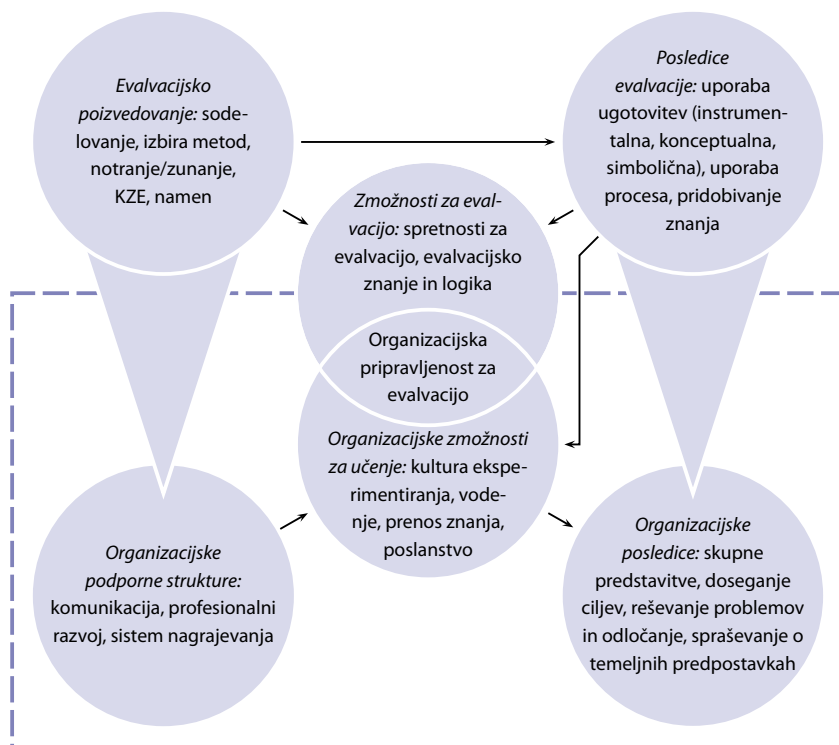 Evalvacijsko
poizvedovanje: sode-
lovanje, izbira metod,
notranje/zunanje,
KZE, namen
Posledice
evalvacije: uporaba
ugotovitev (instrumen-
talna, konceptualna,
simbolična), uporaba
procesa, pridobivanje
znanja
Zmožnosti za eval-
vacijo: spretnosti za
evalvacijo, evalvacijsko
znanje in logika
Organizacijska
pripravljenost za
evalvacijo
Organizacijske zmožnosti
za učenje: kultura ekspe-
rimentiranja, vode-
nje, prenos znanja,
poslanstvo
Organizacijske
podporne strukture:
komunikacija, profesionalni
razvoj, sistem nagrajevanja
Organizacijske
posledice: skupne
predstavitve, doseganje
ciljev, reševanje problemov
in odločanje, spraševanje o
temeljnih predpostavkah